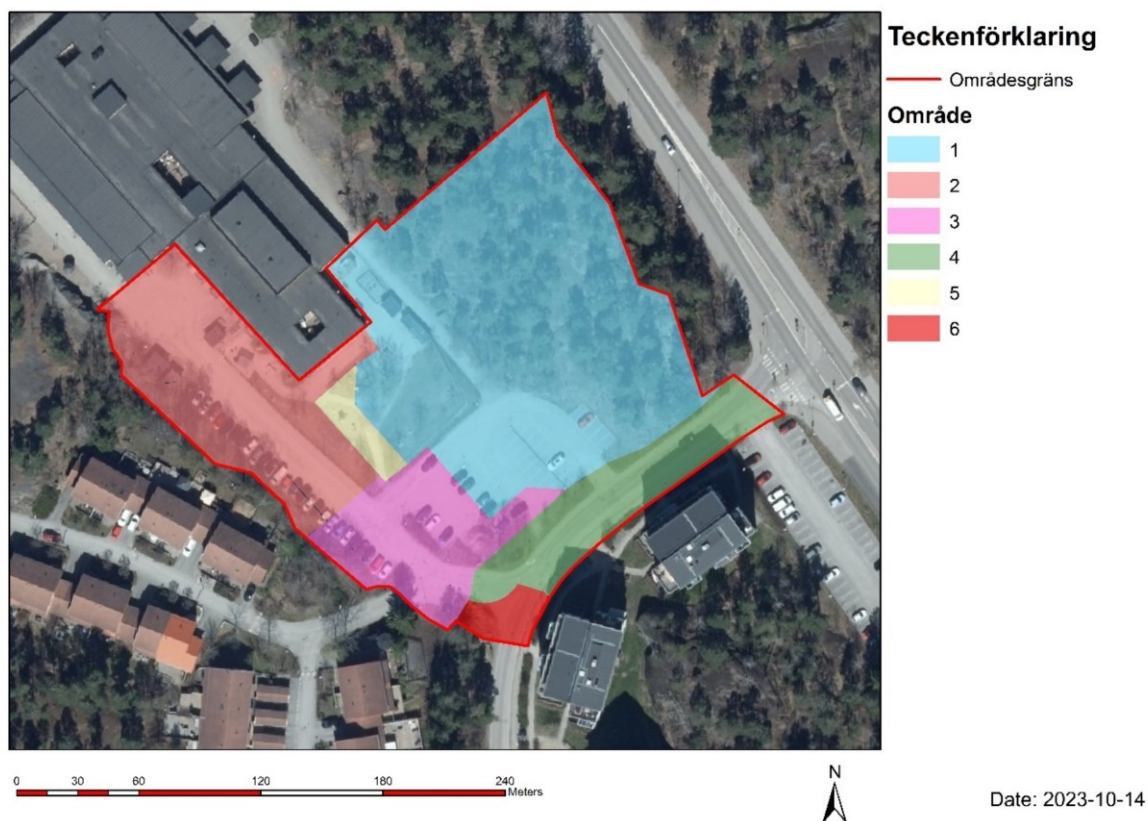 Teckenförklaring
Områdesgräns
Område
1
2
3
4
5
6
0 30 60 120 180 240
Meters
N
Date: 2023-10-14